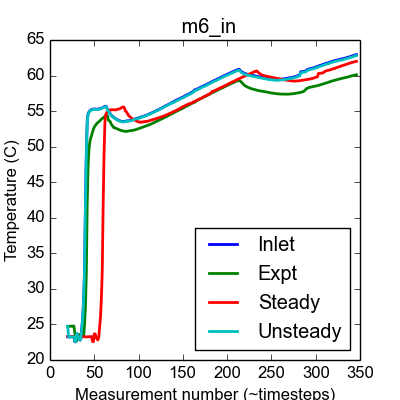 m6_in
65
60
55
50
45
40
35
30
25
20
Temperature (C)
Inlet
Expt
Steady
Unsteady
0 50 100 150 200 250 300 350
Measurement number (~timesteps)